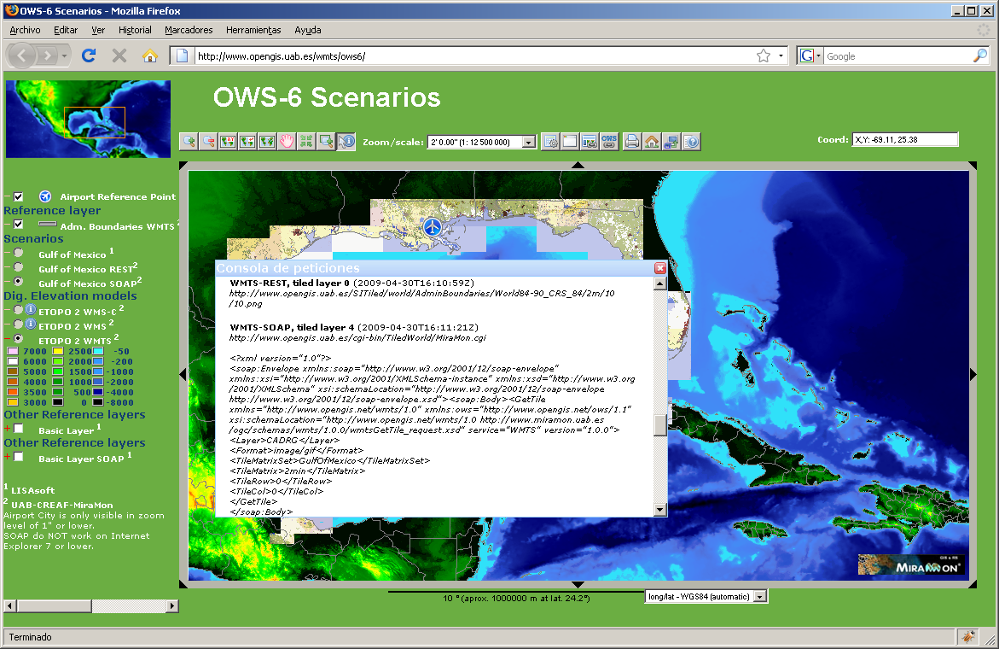 OWS-6 Scenarios - Mozilla Firefox
Archivo Editar Ver Historial Marcadores Herramientas Ayuda
http://www.opengis.uab.es/wmts/ows6/
G Google
OWS-6 Scenarios
Zoom/scale: 2' 0.00" (1: 12 500 000)
OWS
Coord: X,Y: -69.11, 25.38
Airport Reference Point
Reference layer
Adm. Boundaries WMTS 2
Scenarios
Gulf of Mexico 1
Gulf of Mexico REST2
Gulf of Mexico SOAP2
Dig. Elevation models
ETOPO 2 WMS-C 2
ETOPO 2 WMS 2
ETOPO 2 WMTS 2
7000 2500 -50
6000 2000 -200
5000 1500 -1000
4000 1000 -2000
3500 500 -4000
3000 0 -8000
Other Reference layers
Basic Layer 1
Other Reference layers
Basic Layer SOAP 1
1 LISAsoft
2 UAB-CREAF-MiraMon
Airport City is only visible in zoom
level of 1" or lower.
SOAP do NOT work on Internet
Explorer 7 or lower.
Consola de peticiones
WMTS-REST, tiled layer 0 (2009-04-30T16:10:59Z)
http://www.opengis.uab.es/SITiled/world/AdminBoundaries/World84-90_CRS_84/2m/10
/10.png
WMTS-SOAP, tiled layer 4 (2009-04-30T16:11:21Z)
http://www.opengis.uab.es/cgi-bin/TiledWorld/MiraMon.cgi
<?xml version="1.0"?>
<soap:Envelope xmlns:soap="http://www.w3.org/2001/12/soap-envelope"
xmlns:xsi="http://www.w3.org/2001/XMLSchema-instance" xmlns:xsd="http://www.w3.org
/2001/XMLSchema" xsi:schemaLocation="http://www.w3.org/2001/12/soap-envelope
http://www.w3.org/2001/12/soap-envelope.xsd"><soap:Body><GetTile
xmlns="http://www.opengis.net/wmts/1.0" xmlns:ows="http://www.opengis.net/ows/1.1"
xsi:schemaLocation="http://www.opengis.net/wmts/1.0 http://www.miramon.uab.es
/ogc/schemas/wmts/1.0.0/wmtsGetTile_request.xsd" service="WMTS" version="1.0.0">
<Layer>CADRG</Layer>
<Format>image/gif</Format>
<TileMatrixSet>GulfOfMexico</TileMatrixSet>
<TileMatrix>2min</TileMatrix>
<TileRow>0</TileRow>
<TileCol>0</TileCol>
</GetTile>
</soap:Body>
GIS & RS
MIRAMON®
10 ° (aprox. 1000000 m at lat. 24.2°)
long/lat - WGS84 (automatic)
Terminado